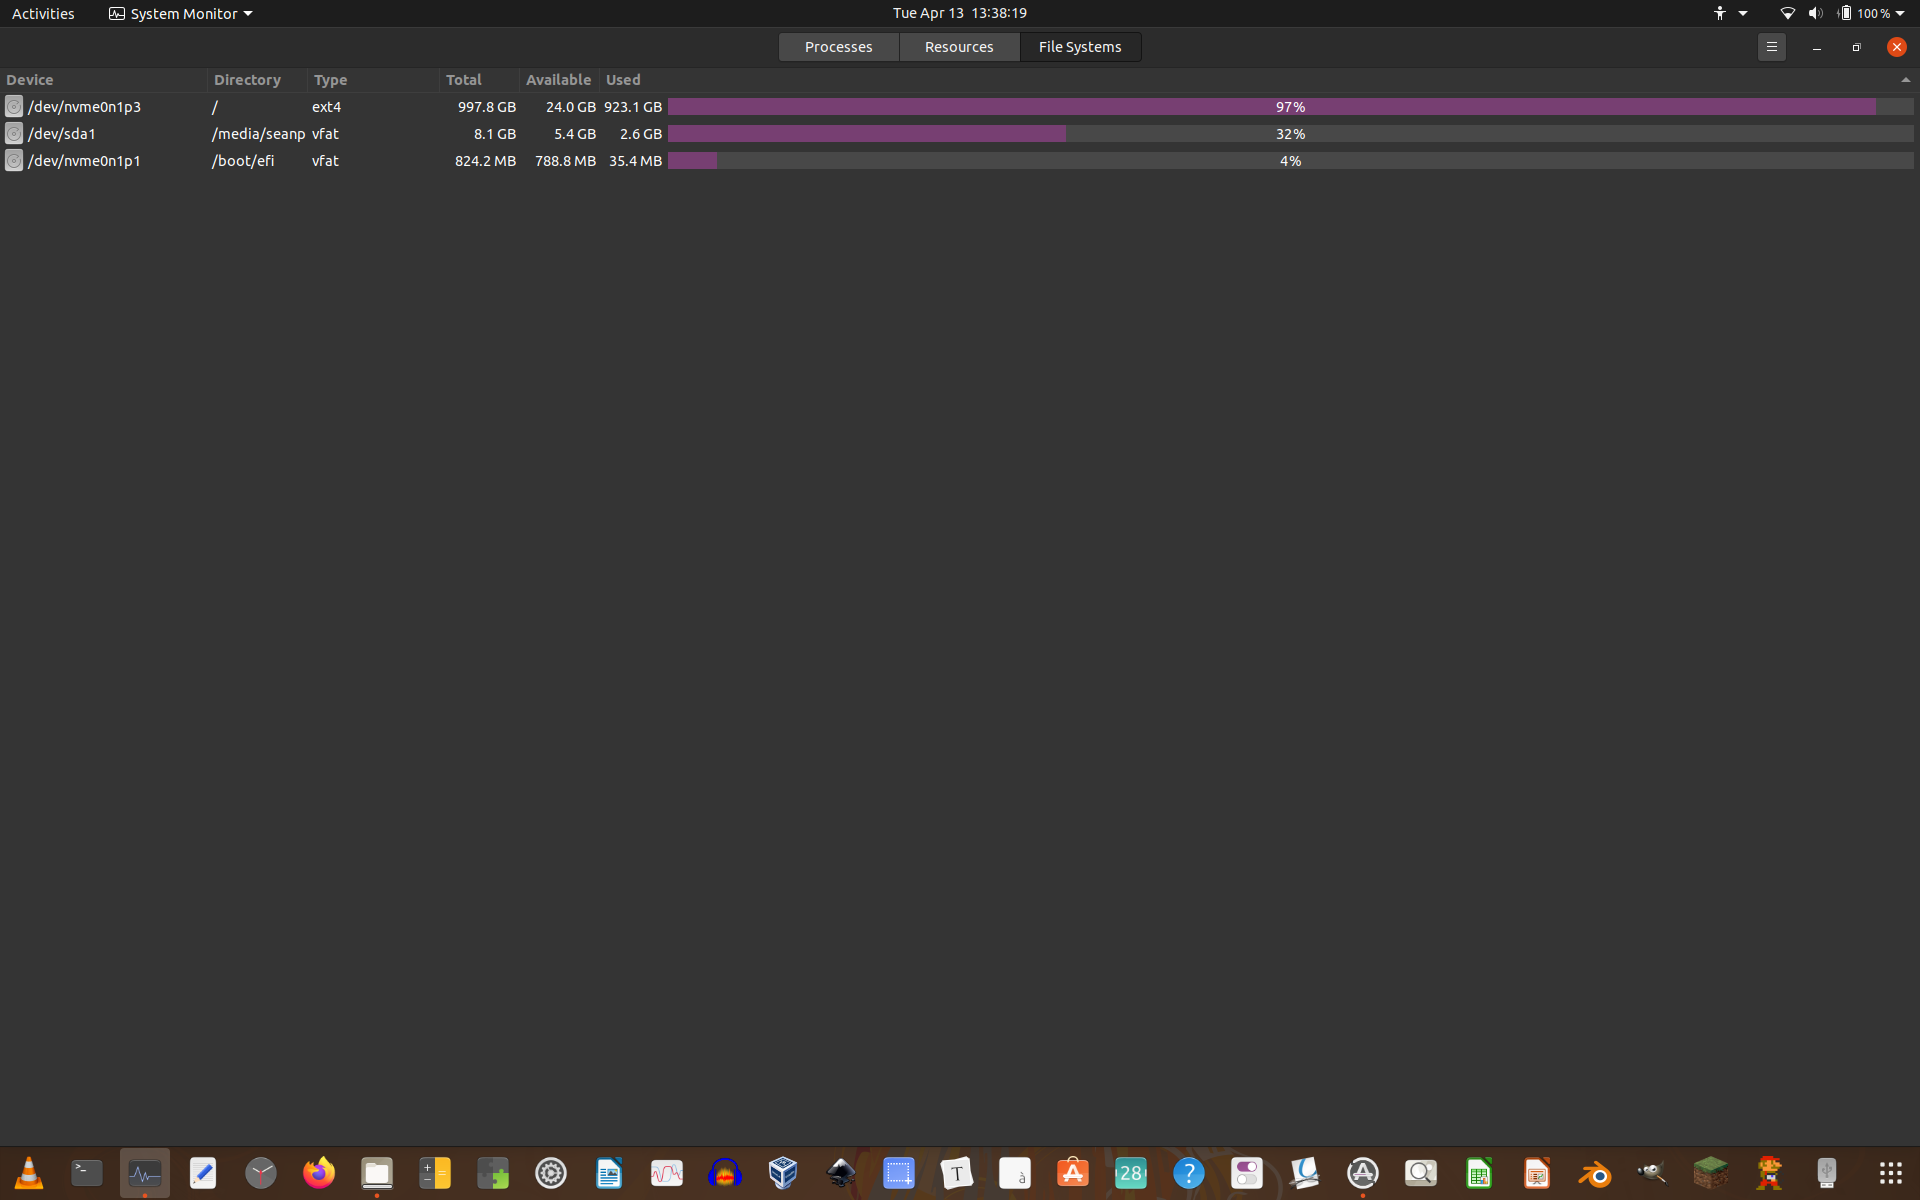 Activities System Monitor Tue Apr 13 13:38:19 100 %
Processes Resources File Systems
Device Directory Type Total Available Used
/dev/nvme0n1p3 / ext4 997.8 GB 24.0 GB 923.1 GB 97%
/dev/sda1 /media/seanp vfat 8.1 GB 5.4 GB 2.6 GB 32%
/dev/nvme0n1p1 /boot/efi vfat 824.2 MB 788.8 MB 35.4 MB 4%
>_ + = − T à A 28 ? A